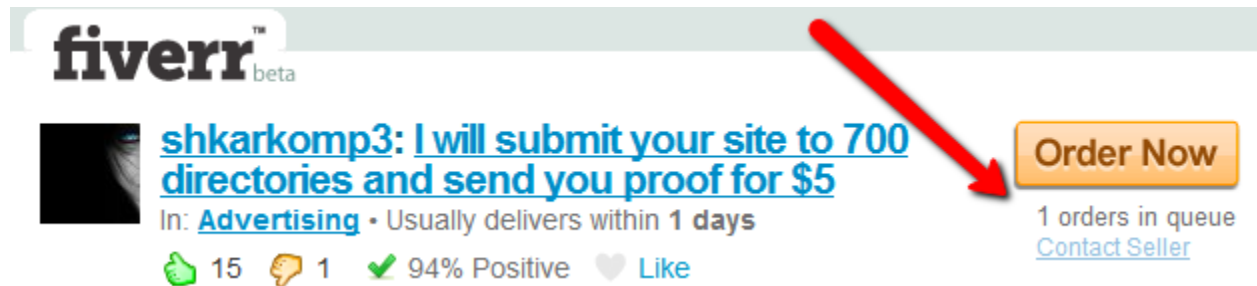 fiverr™
beta
shkarkomp3: I will submit your site to 700
directories and send you proof for $5
In: Advertising • Usually delivers within 1 days
15 1 94% Positive Like
Order Now
1 orders in queue
Contact Seller